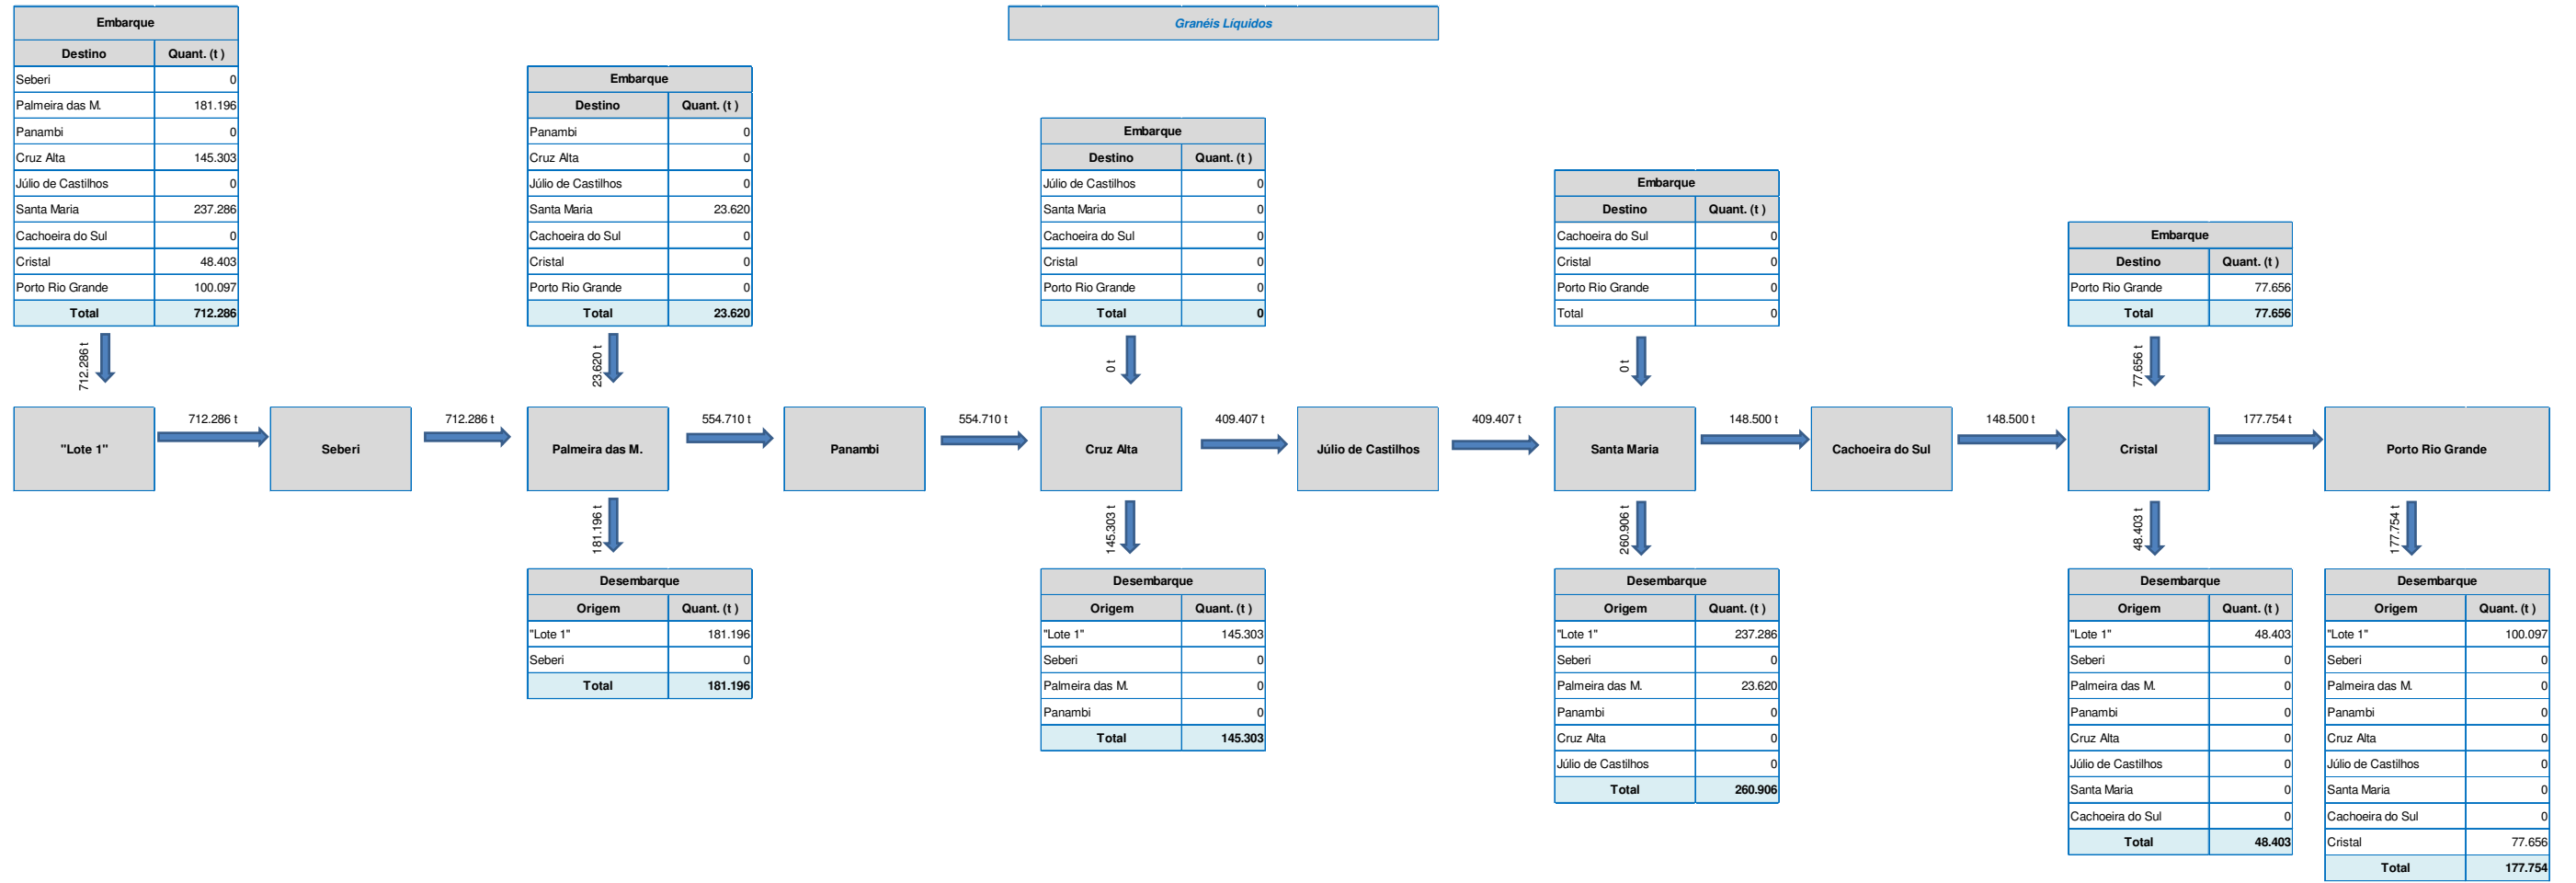 Granéis Líquidos
Embarque
Destino Quant. (t )
Seberi 0
Palmeira das M. 181.196
Panambi 0
Cruz Alta 145.303
Júlio de Castilhos 0
Santa Maria 237.286
Cachoeira do Sul 0
Cristal 48.403
Porto Rio Grande 100.097
Total 712.286
Embarque
Destino Quant. (t )
Panambi 0
Cruz Alta 0
Júlio de Castilhos 0
Santa Maria 23.620
Cachoeira do Sul 0
Cristal 0
Porto Rio Grande 0
Total 23.620
Embarque
Destino Quant. (t )
Júlio de Castilhos 0
Santa Maria 0
Cachoeira do Sul 0
Cristal 0
Porto Rio Grande 0
Total 0
Embarque
Destino Quant. (t )
Cachoeira do Sul 0
Cristal 0
Porto Rio Grande 0
Total 0
Embarque
Destino Quant. (t )
Porto Rio Grande 77.656
Total 77.656
712.286 t
23.620 t
0 t
0 t
77.656 t
"Lote 1"
712.286 t
Seberi
712.286 t
Palmeira das M.
554.710 t
Panambi
554.710 t
Cruz Alta
409.407 t
Júlio de Castilhos
409.407 t
Santa Maria
148.500 t
Cachoeira do Sul
148.500 t
Cristal
177.754 t
Porto Rio Grande
181.196 t
145.303 t
260.906 t
48.403 t
177.754 t
Desembarque
Origem Quant. (t )
"Lote 1" 181.196
Seberi 0
Total 181.196
Desembarque
Origem Quant. (t )
"Lote 1" 145.303
Seberi 0
Palmeira das M. 0
Panambi 0
Total 145.303
Desembarque
Origem Quant. (t )
"Lote 1" 237.286
Seberi 0
Palmeira das M. 23.620
Panambi 0
Cruz Alta 0
Júlio de Castilhos 0
Total 260.906
Desembarque
Origem Quant. (t )
"Lote 1" 48.403
Seberi 0
Palmeira das M. 0
Panambi 0
Cruz Alta 0
Júlio de Castilhos 0
Santa Maria 0
Cachoeira do Sul 0
Total 48.403
Desembarque
Origem Quant. (t )
"Lote 1" 100.097
Seberi 0
Palmeira das M. 0
Panambi 0
Cruz Alta 0
Júlio de Castilhos 0
Santa Maria 0
Cachoeira do Sul 0
Cristal 77.656
Total 177.754